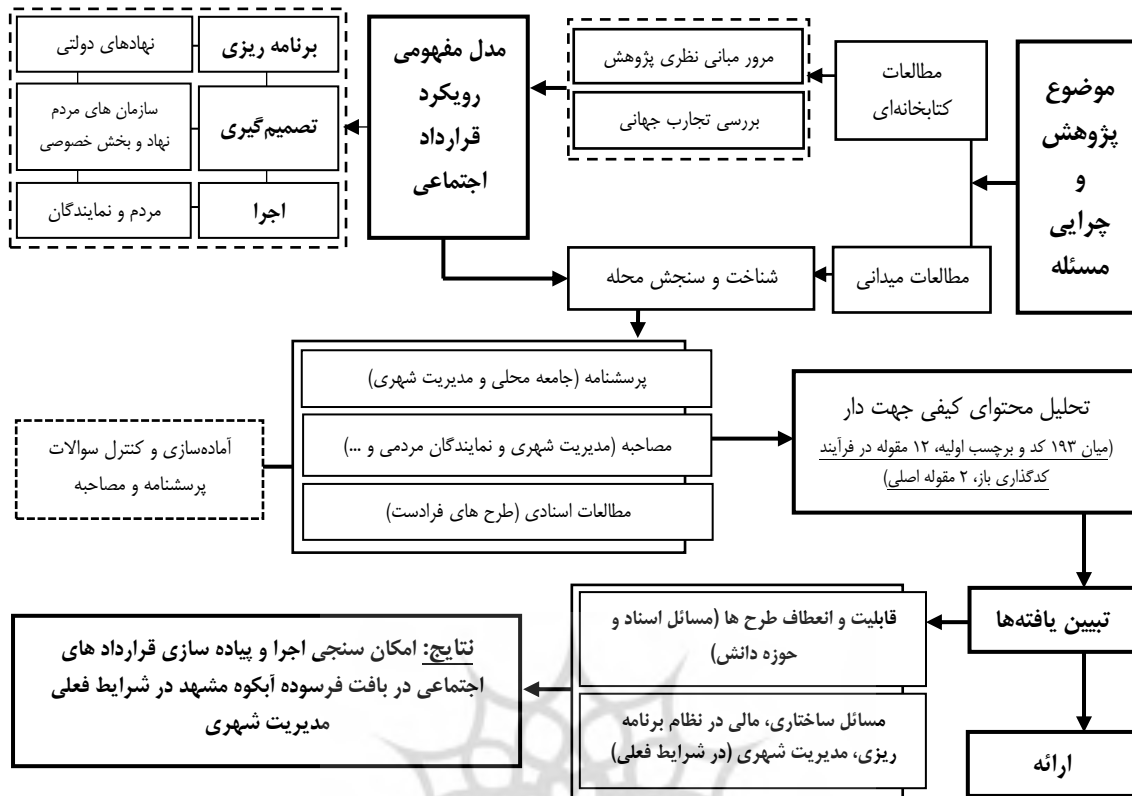 موضوع
پژوهش
و
چرایی
مسئله
مطالعات
کتابخانه‌ای
مطالعات میدانی
مرور مبانی نظری پژوهش
بررسی تجارب جهانی
مدل مفهومی
رویکرد
قرارداد
اجتماعی
برنامه ریزی
نهادهای دولتی
تصمیم‌گیری
سازمان های مردم
نهاد و بخش خصوصی
اجرا
مردم و نمایندگان
شناخت و سنجش محله
پرسشنامه (جامعه محلی و مدیریت شهری)
مصاحبه (مدیریت شهری و نمایندگان مردمی و ...)
مطالعات اسنادی (طرح های فرادست)
آماده‌سازی و کنترل سوالات
پرسشنامه و مصاحبه
تحلیل محتوای کیفی جهت دار
(میان ۱۹۳ کد و برچسب اولیه، ۱۲ مقوله در فرآیند
کدگذاری باز، ۲ مقوله اصلی)
تبیین یافته‌ها
ارائه
قابلیت و انعطاف طرح ها (مسائل اسناد و
حوزه دانش)
مسائل ساختاری، مالی در نظام برنامه
ریزی، مدیریت شهری (در شرایط فعلی)
نتایج: امکان سنجی اجرا و پیاده سازی قرارداد های
اجتماعی در بافت فرسوده آبکوه مشهد در شرایط فعلی
مدیریت شهری